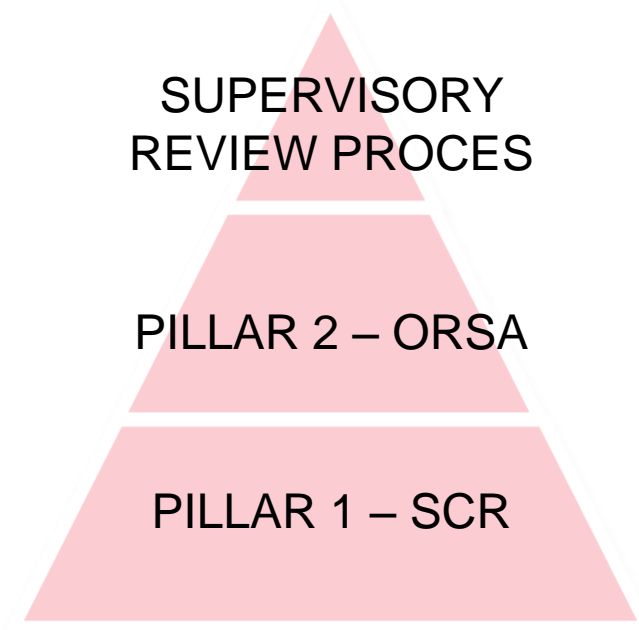 SUPERVISORY
REVIEW PROCES
PILLAR 2 – ORSA
PILLAR 1 – SCR